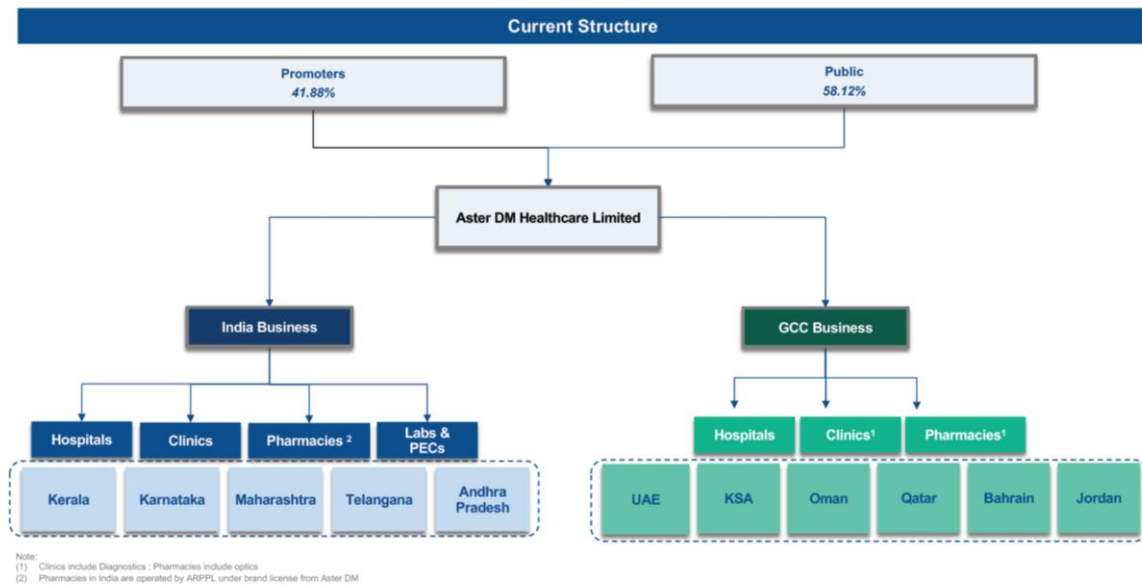 Current Structure
Promoters
41.88%
Public
58.12%
Aster DM Healthcare Limited
India Business
GCC Business
Hospitals
Clinics
Pharmacies ²
Labs &
PECs
Hospitals
Clinics¹
Pharmacies¹
Kerala
Karnataka
Maharashtra
Telangana
Andhra
Pradesh
UAE
KSA
Oman
Qatar
Bahrain
Jordan
Note:
(1) Clinics include Diagnostics ; Pharmacies include optics
(2) Pharmacies in India are operated by ARPPL under brand license from Aster DM